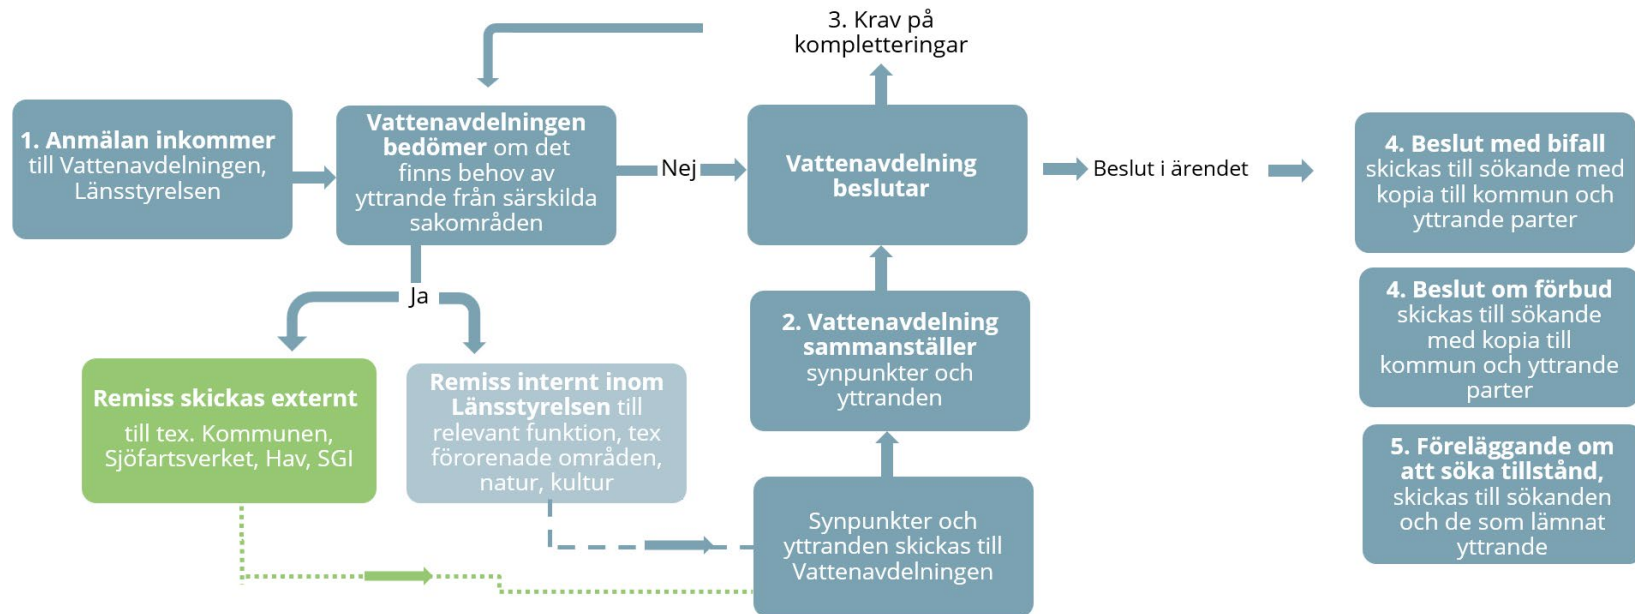 3. Krav på
kompletteringar
1. Anmälan inkommer
till Vattenavdelningen,
Länsstyrelsen
Vattenavdelningen
bedömer om det
finns behov av
yttrande från särskilda
sakområden
Nej
Vattenavdelning
beslutar
Beslut i ärendet
4. Beslut med bifall
skickas till sökande med
kopia till kommun och
yttrande parter
Ja
4. Beslut om förbud
skickas till sökande
med kopia till
kommun och yttrande
parter
2. Vattenavdelning
sammanställer
synpunkter och
yttranden
Remiss skickas externt
till tex. Kommunen,
Sjöfartsverket, Hav, SGI
Remiss internt inom
Länsstyrelsen till
relevant funktion, tex
förorenade områden,
natur, kultur
5. Föreläggande om
att söka tillstånd,
skickas till sökanden
och de som lämnat
yttrande
Synpunkter och
yttranden skickas till
Vattenavdelningen